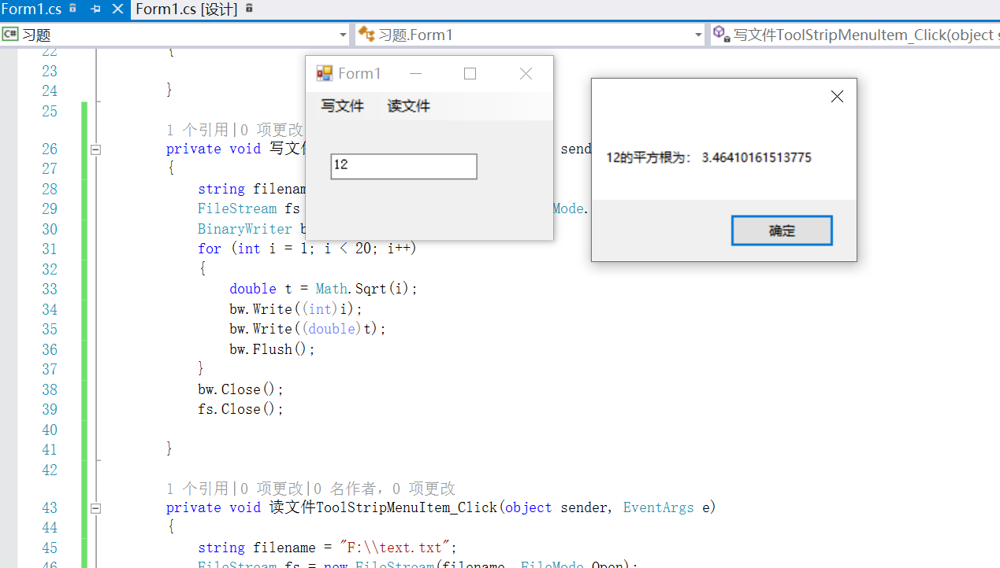 Form1.cs
Form1.cs [设计]
C# 习题
习题.Form1
写文件ToolStripMenuItem_Click(object
22 {
23
24 }
25
1 个引用|0 项更改
26 private void 写文 sende
27 {
28 string filenam
29 FileStream fs Mode.
30 BinaryWriter b
31 for (int i = 1; i < 20; i++)
32 {
33 double t = Math.Sqrt(i);
34 bw.Write((int)i);
35 bw.Write((double)t);
36 bw.Flush();
37 }
38 bw.Close();
39 fs.Close();
40
41 }
42
1 个引用|0 项更改|0 名作者，0 项更改
43 private void 读文件ToolStripMenuItem_Click(object sender, EventArgs e)
44 {
45 string filename = "F:\\text.txt";
46 FileStream fs = new FileStream(filename, FileMode.Open);
Form1
写文件 读文件
12
12的平方根为： 3.46410161513775
确定